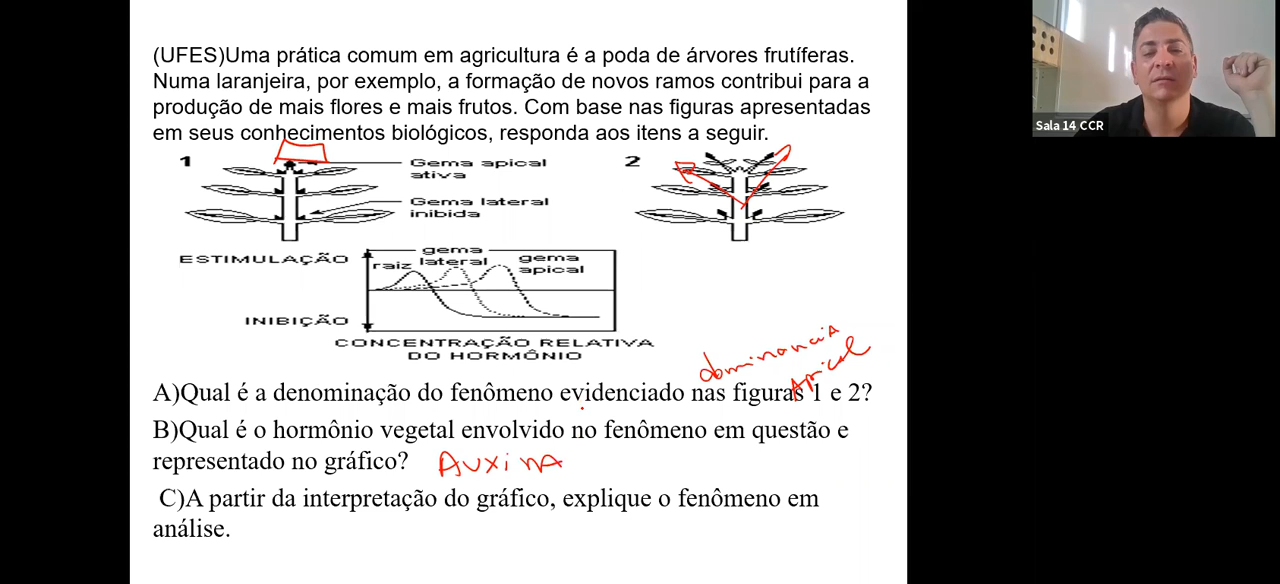 (UFES)Uma prática comum em agricultura é a poda de árvores frutíferas.
Numa laranjeira, por exemplo, a formação de novos ramos contribui para a
produção de mais flores e mais frutos. Com base nas figuras apresentadas
em seus conhecimentos biológicos, responda aos itens a seguir.
1
Gema apical
ativa
Gema lateral
inibida
2
ESTIMULAÇÃO
INIBIÇÃO
raiz
gema
lateral
gema
apical
CONCENTRAÇÃO RELATIVA
DO HORMÔNIO
dominanciA
Apical
A)Qual é a denominação do fenômeno evidenciado nas figuras 1 e 2?
B)Qual é o hormônio vegetal envolvido no fenômeno em questão e
representado no gráfico? AuxinA
C)A partir da interpretação do gráfico, explique o fenômeno em
análise.
Sala 14 CCR